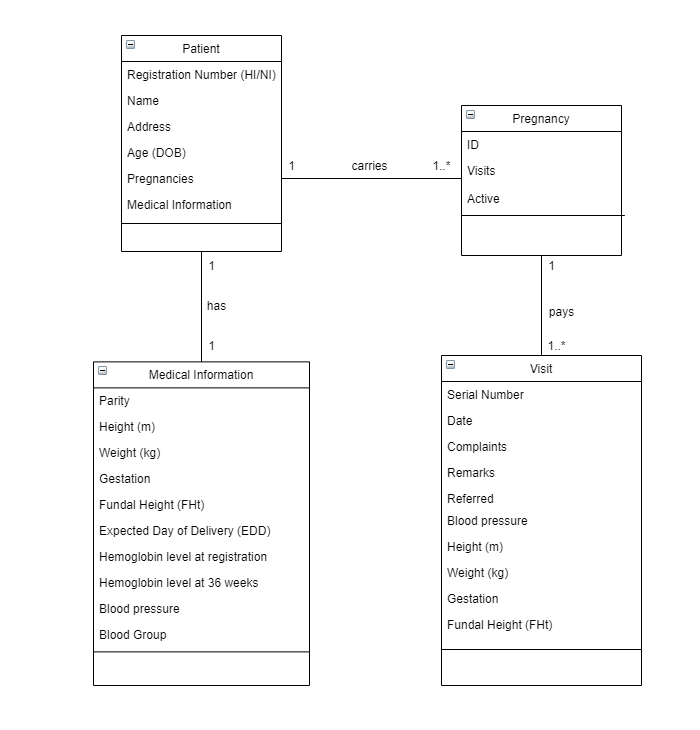 Patient
Registration Number (HI/NI)
Name
Address
Age (DOB)
Pregnancies
Medical Information
1
carries
1..*
Pregnancy
ID
Visits
Active
1
has
1
1
pays
1..*
Medical Information
Parity
Height (m)
Weight (kg)
Gestation
Fundal Height (FHt)
Expected Day of Delivery (EDD)
Hemoglobin level at registration
Hemoglobin level at 36 weeks
Blood pressure
Blood Group
Visit
Serial Number
Date
Complaints
Remarks
Referred
Blood pressure
Height (m)
Weight (kg)
Gestation
Fundal Height (FHt)